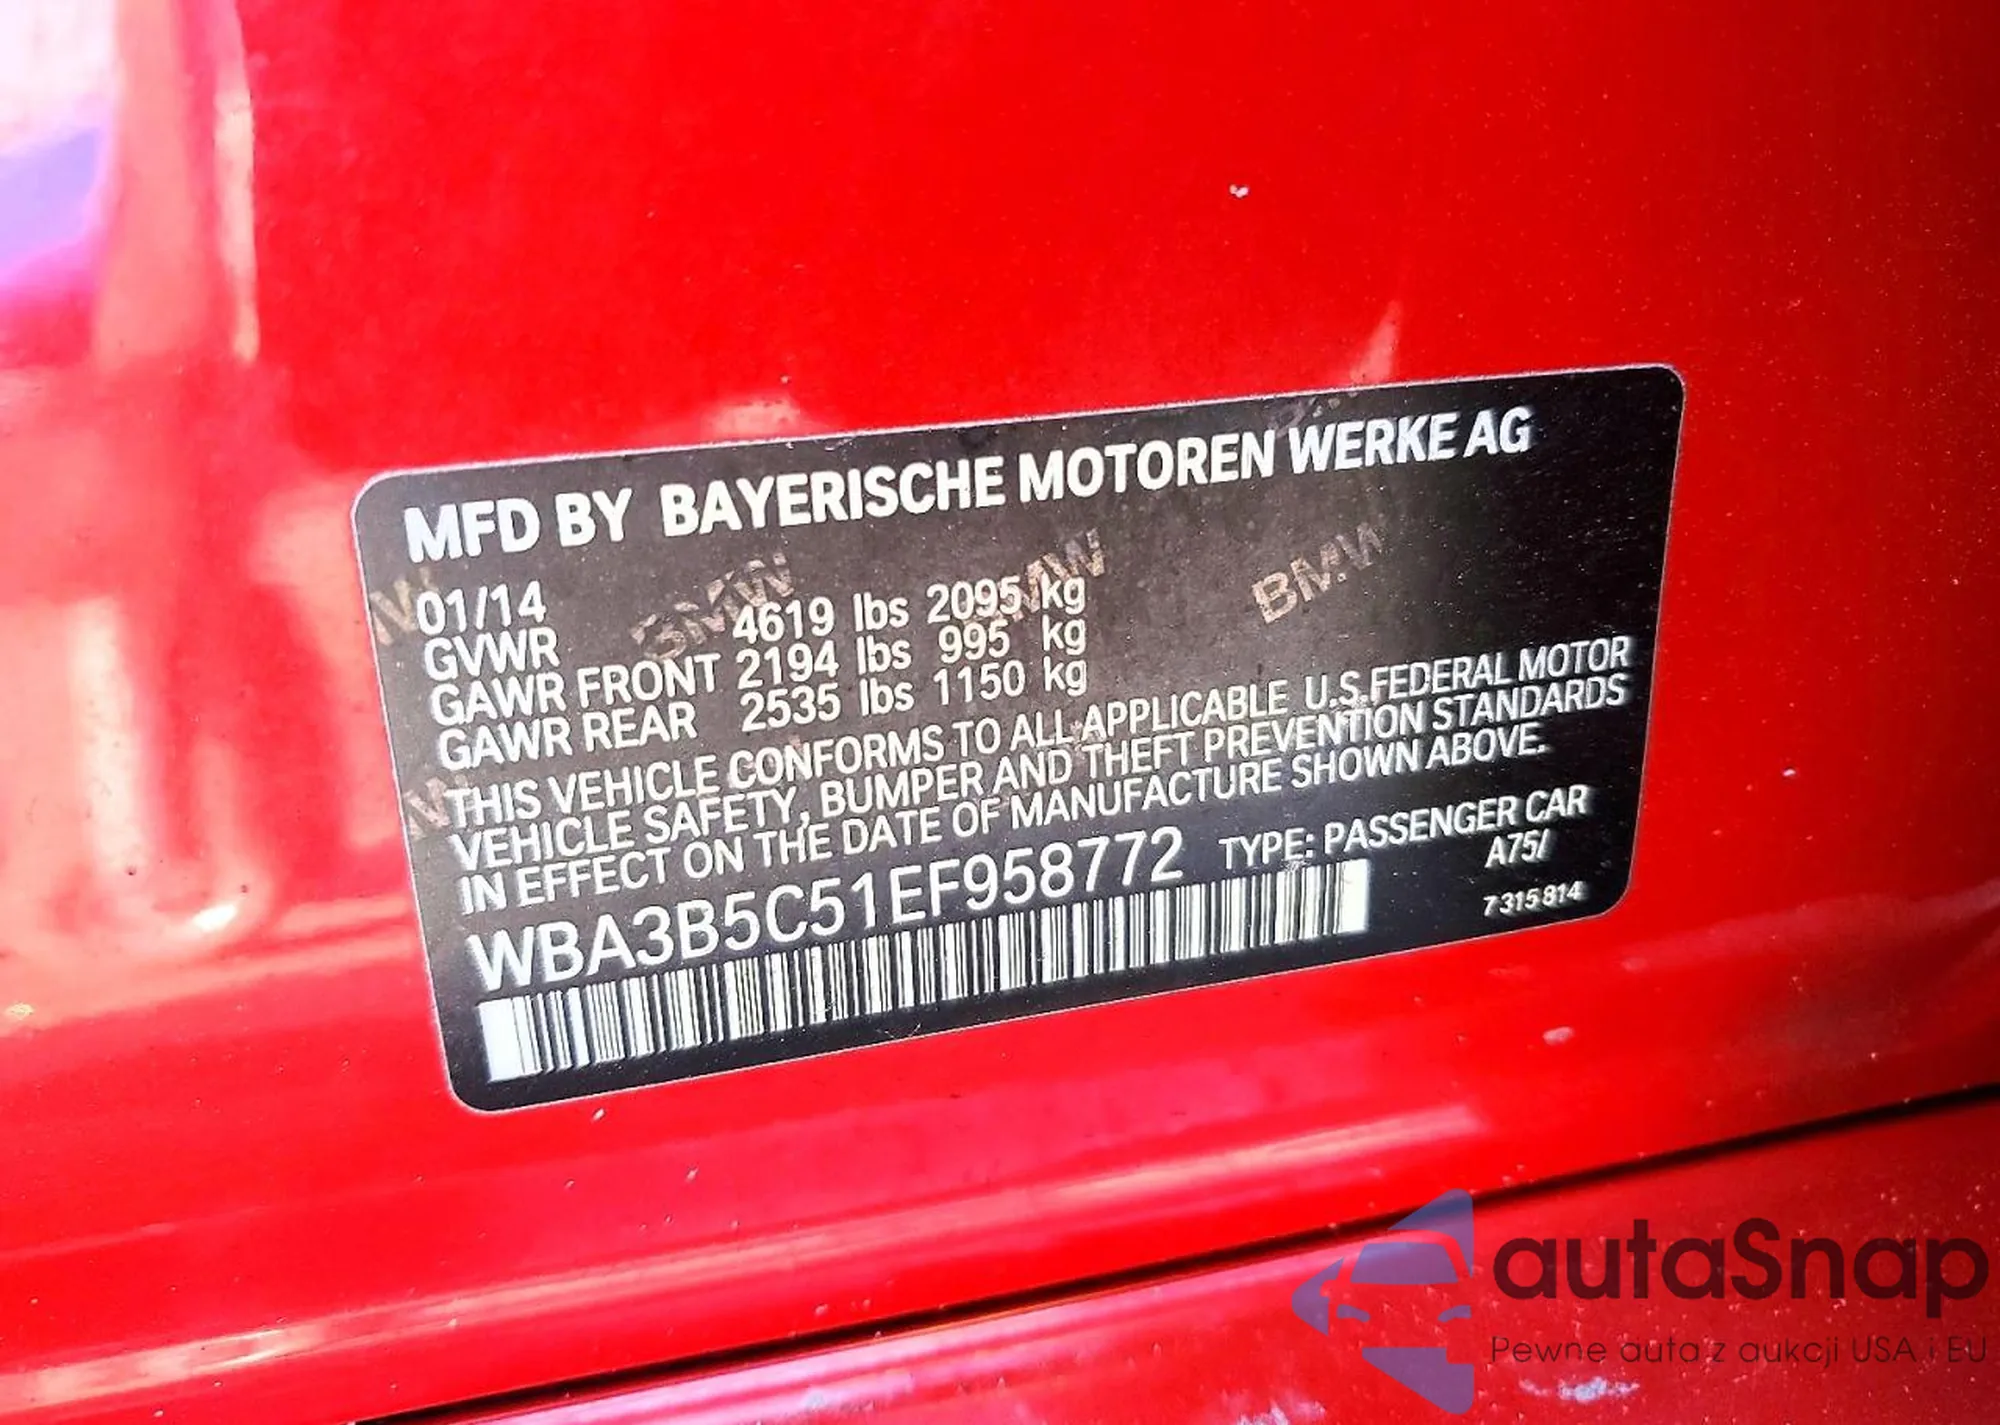 MFD BY BAYERISCHE MOTOREN WERKE AG
01/14
GVWR 4619 lbs 2095 kg
GAWR FRONT 2194 lbs 995 kg
GAWR REAR 2535 lbs 1150 kg
THIS VEHICLE CONFORMS TO ALL APPLICABLE U.S.FEDERAL MOTOR
VEHICLE SAFETY, BUMPER AND THEFT PREVENTION STANDARDS
IN EFFECT ON THE DATE OF MANUFACTURE SHOWN ABOVE.
WBA3B5C51EF958772 TYPE: PASSENGER CAR
A75/
7 315 814
BMW BMW BMW
autaSnap
Pewne auta z aukcji USA i EU